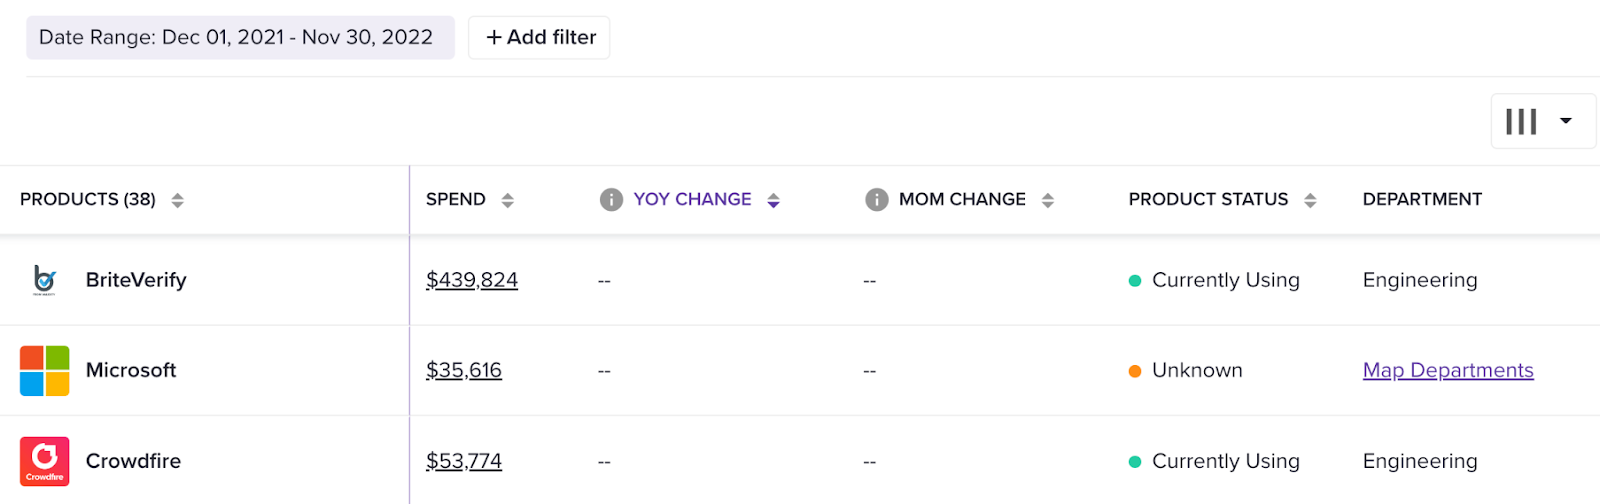 Date Range: Dec 01, 2021 - Nov 30, 2022 + Add filter
PRODUCTS (38) SPEND YOY CHANGE MOM CHANGE PRODUCT STATUS DEPARTMENT
BriteVerify $439,824 -- -- Currently Using Engineering
Microsoft $35,616 -- -- Unknown Map Departments
Crowdfire Crowdfire $53,774 -- -- Currently Using Engineering